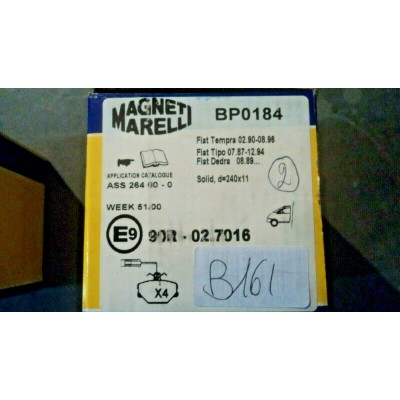 MAGNETI
MARELLI
BP0184
Fiat Tempra 02.90-08.96
Fiat Tipo 07.87-12.94
Fiat Dedra 08.89...
Solid, d=240x11
2
APPLICATION CATALOGUE
ASS 264 00 - 0
WEEK 51/00
E9
90R - 02.7016
X4
B161